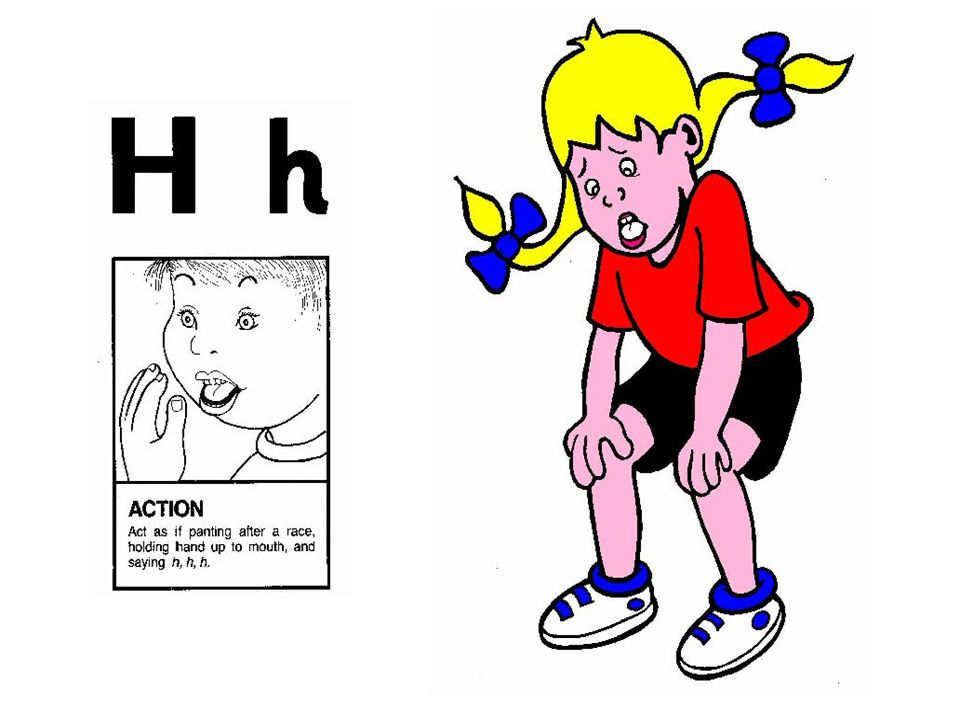 H h
ACTION
Act as if panting after a race,
holding hand up to mouth, and
saying h, h, h.